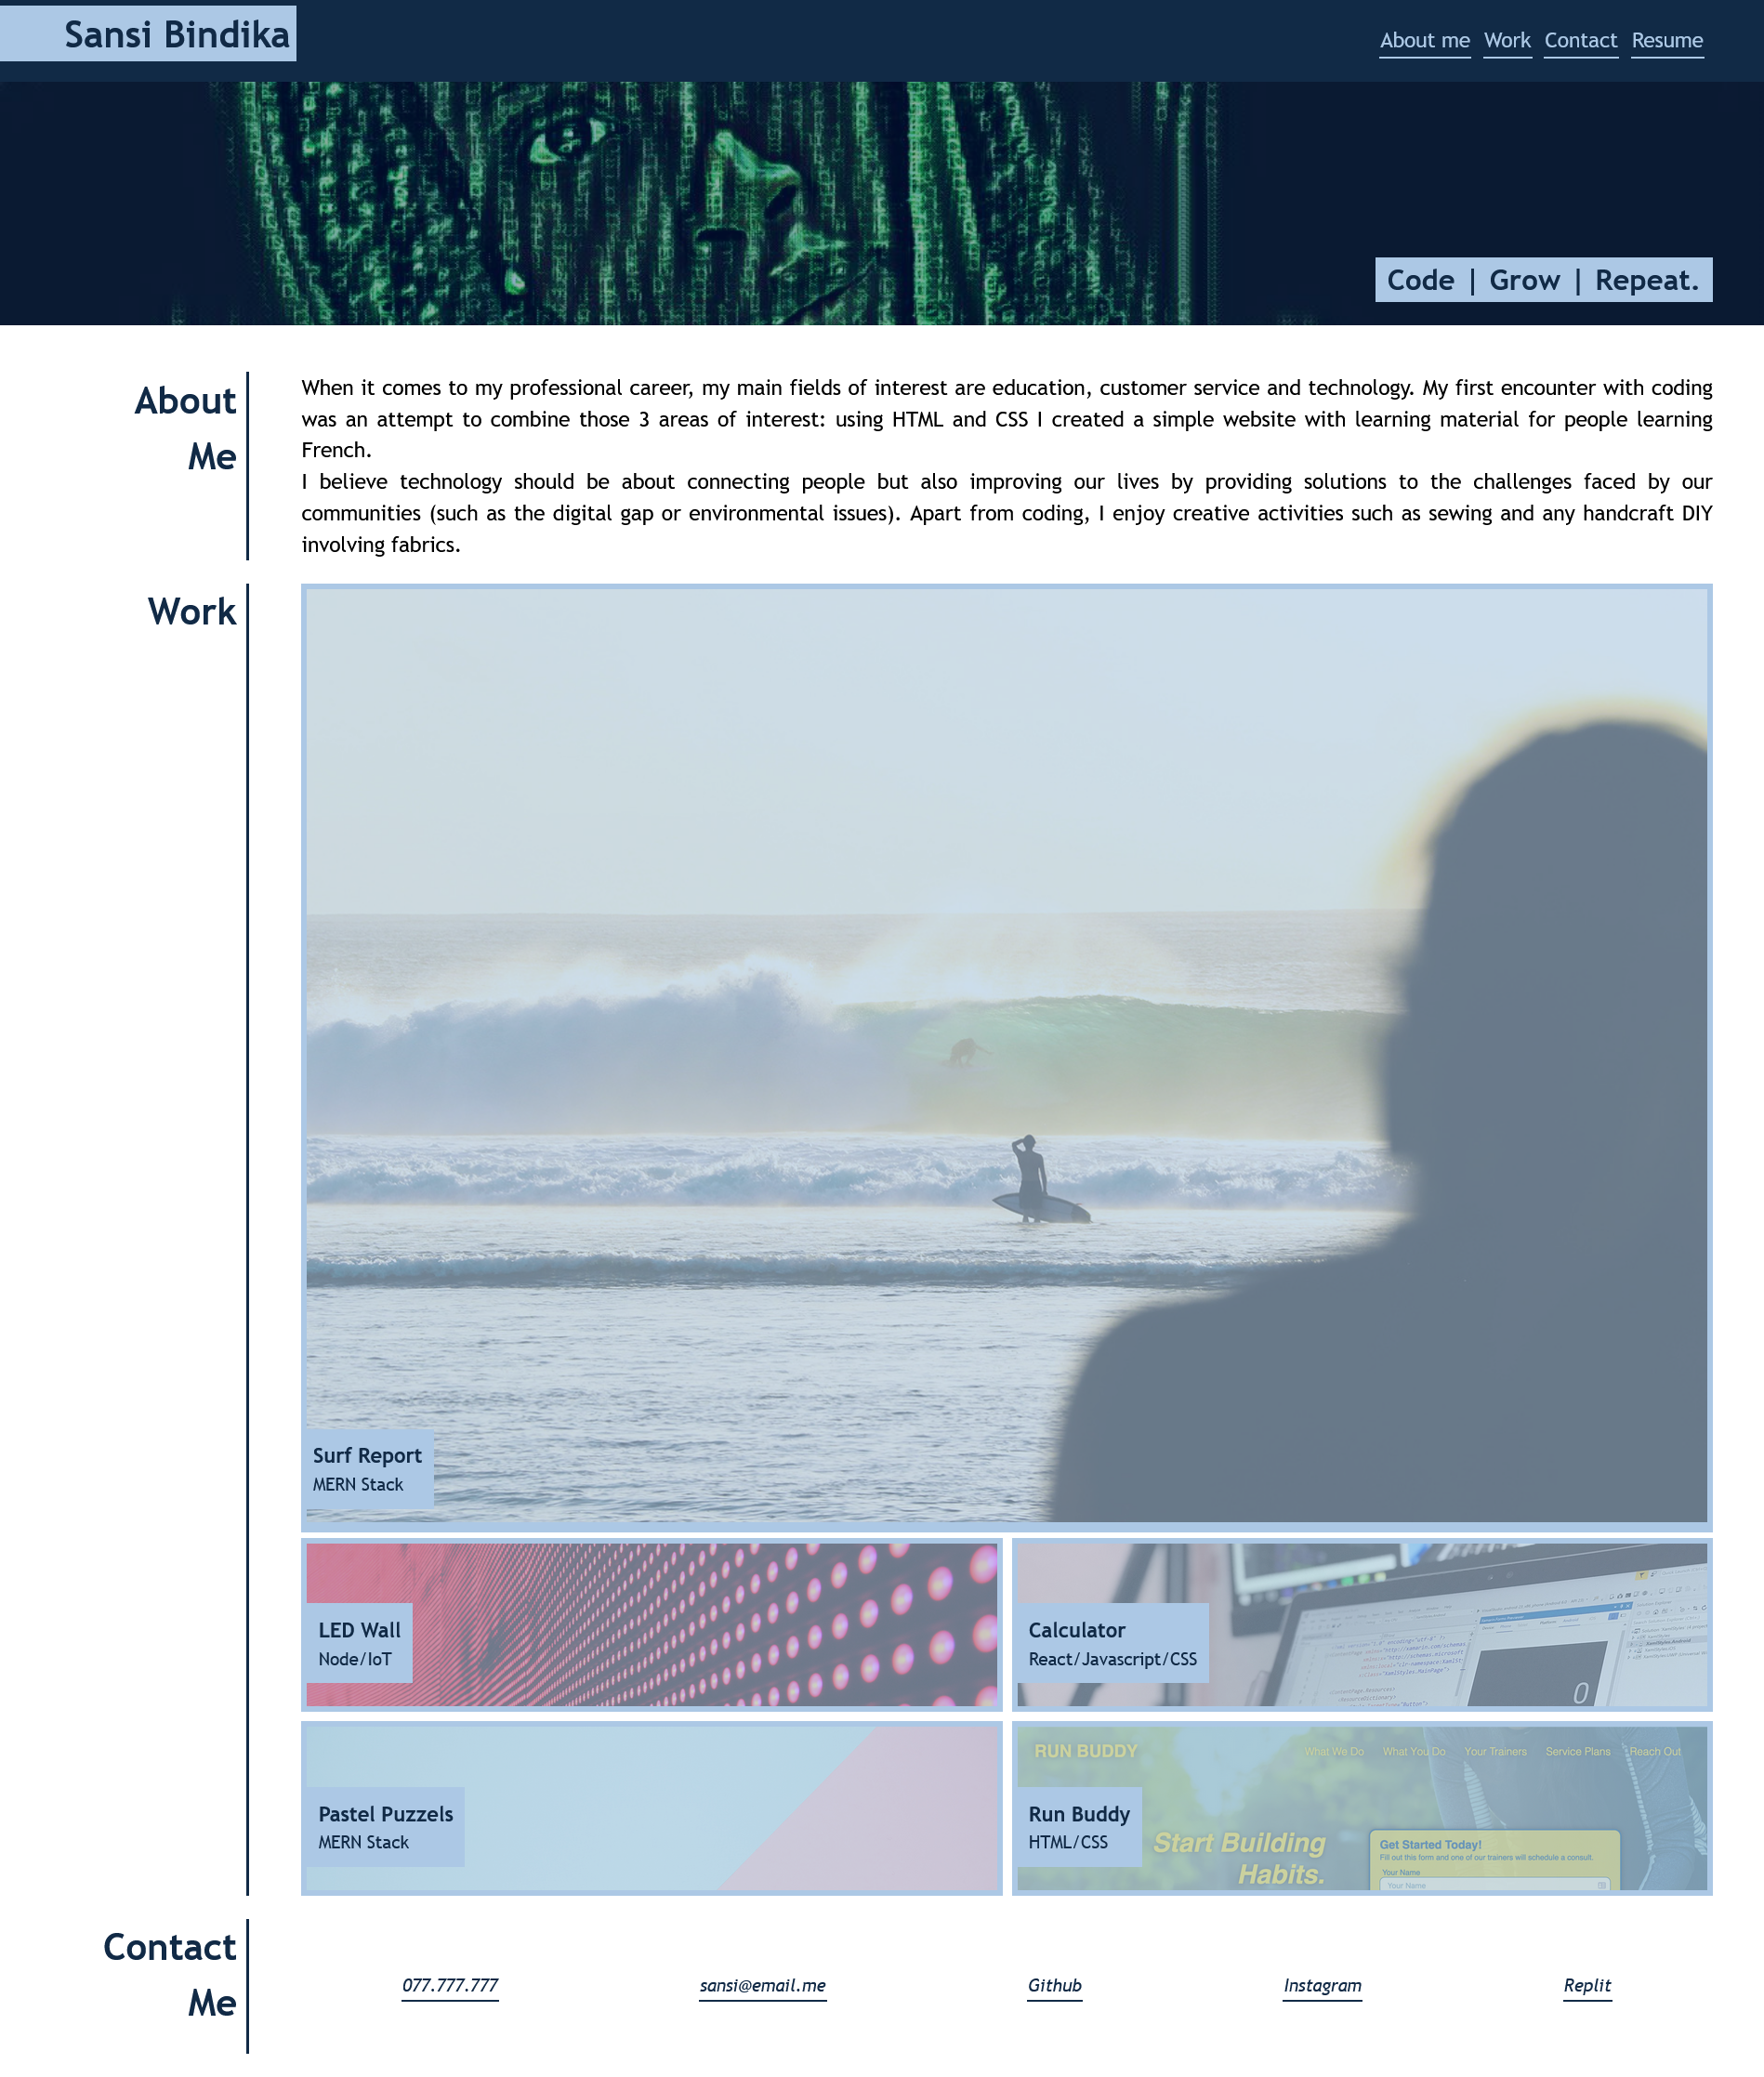 Sansi Bindika
About me Work Contact Resume
Code | Grow | Repeat.
About
Me
When it comes to my professional career, my main fields of interest are education, customer service and technology. My first encounter with coding
was an attempt to combine those 3 areas of interest: using HTML and CSS I created a simple website with learning material for people learning
French.
I believe technology should be about connecting people but also improving our lives by providing solutions to the challenges faced by our
communities (such as the digital gap or environmental issues). Apart from coding, I enjoy creative activities such as sewing and any handcraft DIY
involving fabrics.
Work
Surf Report
MERN Stack
LED Wall
Node/IoT
Calculator
React/Javascript/CSS
0
Pastel Puzzels
MERN Stack
RUN BUDDY
What We Do What You Do Your Trainers Service Plans Reach Out
Run Buddy
HTML/CSS
Start Building
Habits.
Get Started Today!
Fill out this form and one of our trainers will schedule a consult.
Your Name
Your Name
Contact
Me
077.777.777 sansi@email.me Github Instagram Replit